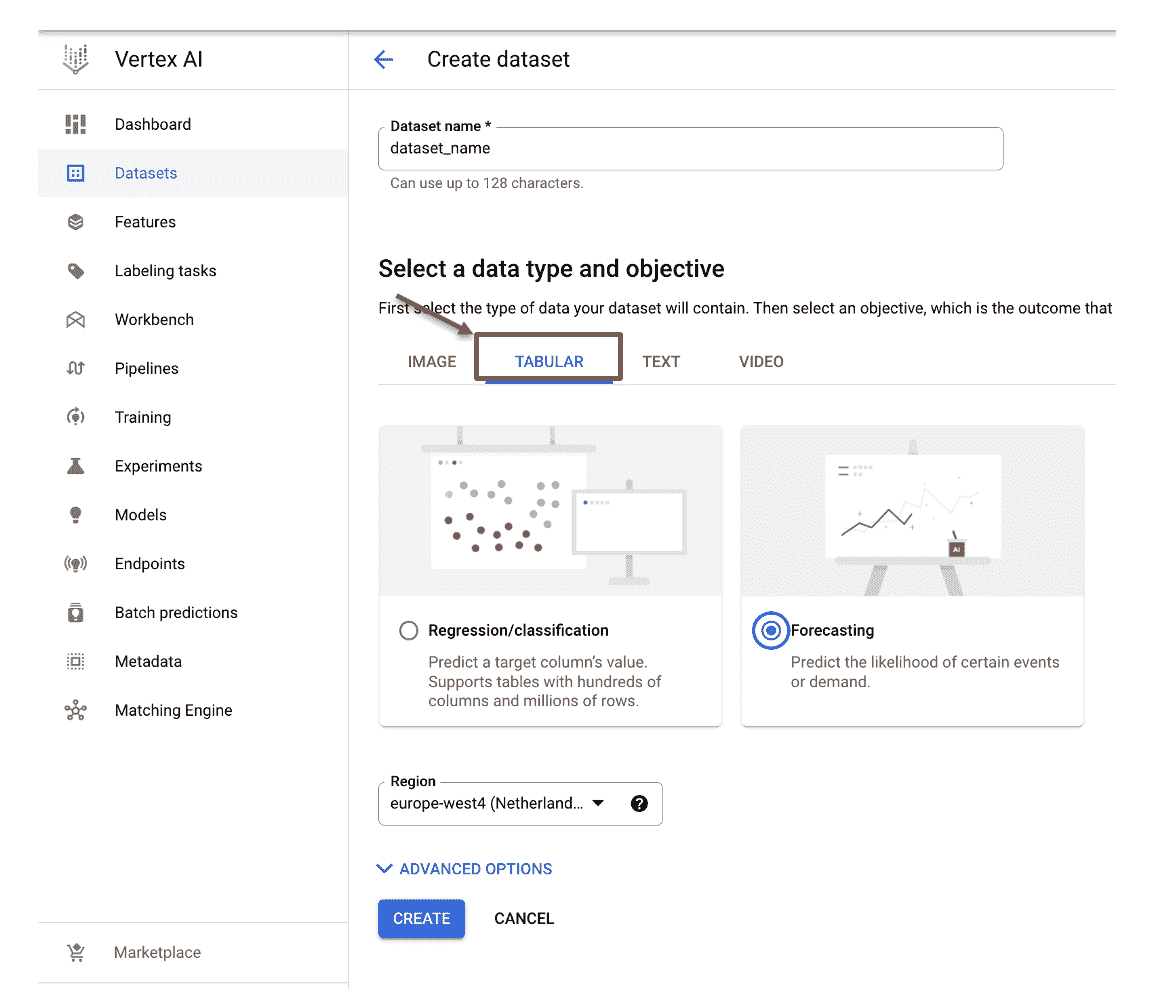 Vertex AI
Create dataset
Dashboard
Datasets
Features
Labeling tasks
Workbench
Pipelines
Training
Experiments
Models
Endpoints
Batch predictions
Metadata
Matching Engine
Marketplace
Dataset name *
dataset_name
Can use up to 128 characters.
Select a data type and objective
First select the type of data your dataset will contain. Then select an objective, which is the outcome that
IMAGE TABULAR TEXT VIDEO
AI
Regression/classification
Predict a target column's value.
Supports tables with hundreds of
columns and millions of rows.
Forecasting
Predict the likelihood of certain events
or demand.
Region
europe-west4 (Netherland...
?
ADVANCED OPTIONS
CREATE CANCEL